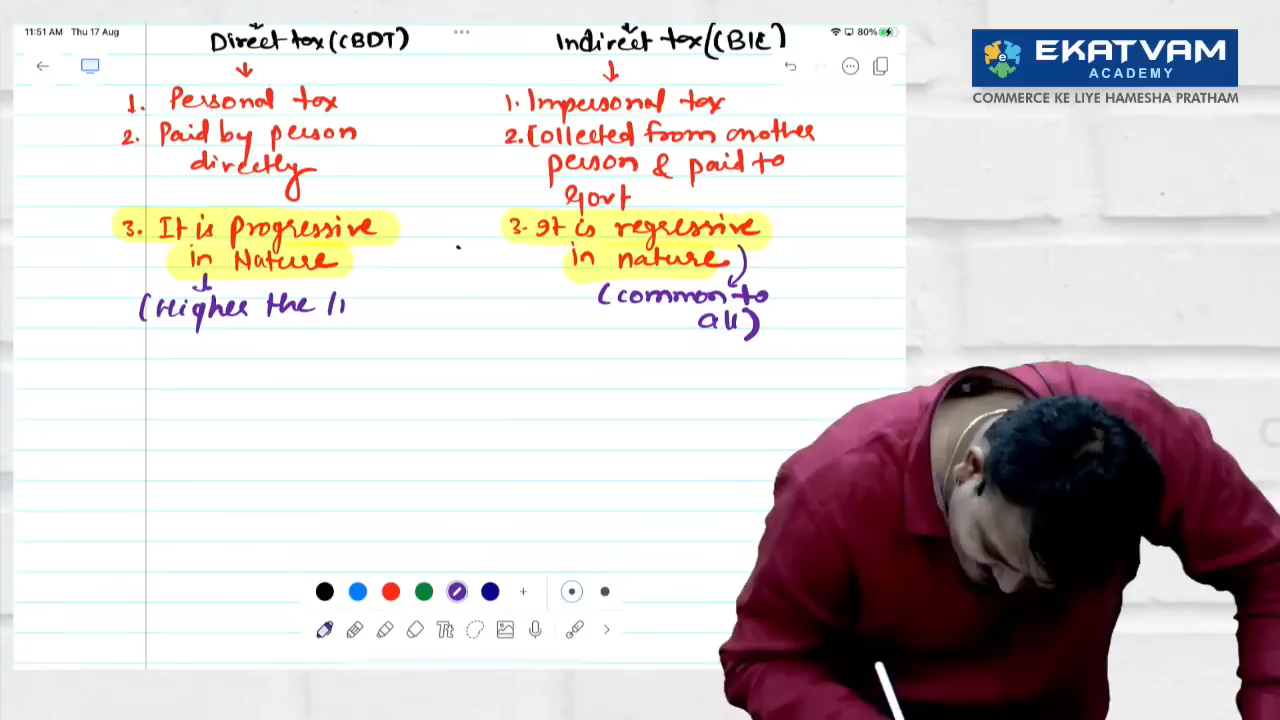 11:51 AM Thu 17 Aug
80%
EKATVAM
ACADEMY
COMMERCE KE LIYE HAMESHA PRATHAM
Direct tax (CBDT)
1. Personal tax
2. Paid by person
directly
3. It is progressive
in Nature
(Higher the
Indirect tax (CBIC)
1. Impersonal tax
2. Collected from another
person & paid to
Govt
3. It is regressive
in nature
(common to
all)
Tt